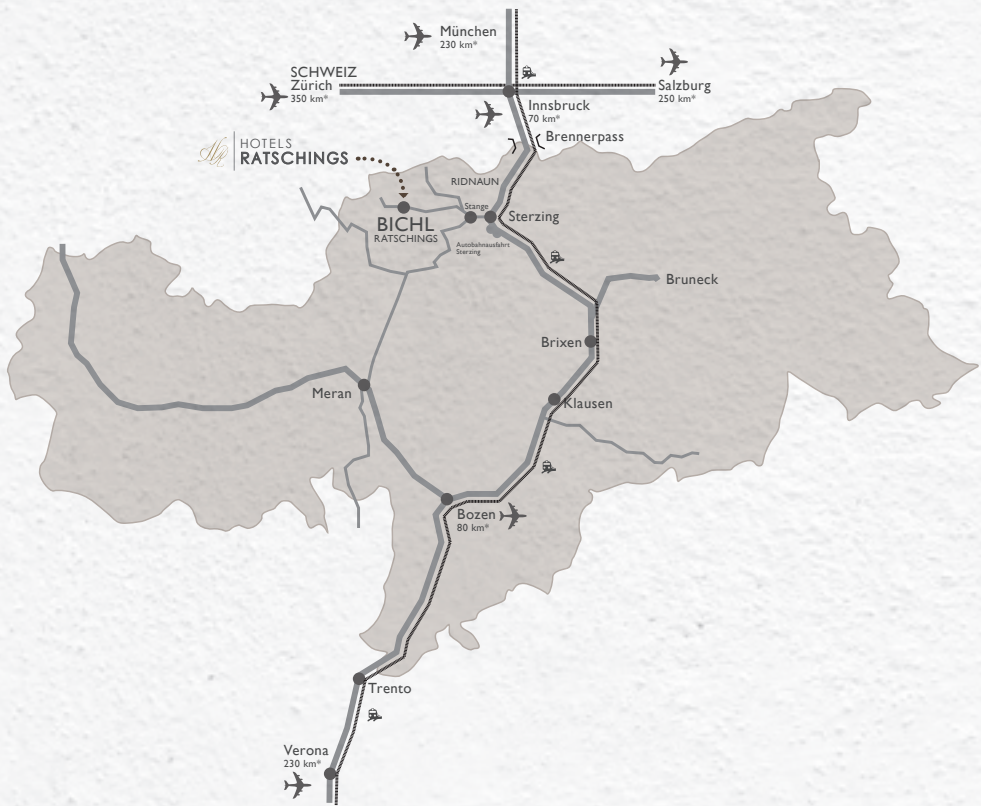 München
230 km*
SCHWEIZ
Zürich
350 km*
Salzburg
250 km*
Innsbruck
70 km*
Brennerpass
HOTELS
RATSCHINGS
RIDNAUN
Stange
Sterzing
BICHL
RATSCHINGS
Autobahnausfahrt
Sterzing
Bruneck
Brixen
Meran
Klausen
Bozen
80 km*
Trento
Verona
230 km*